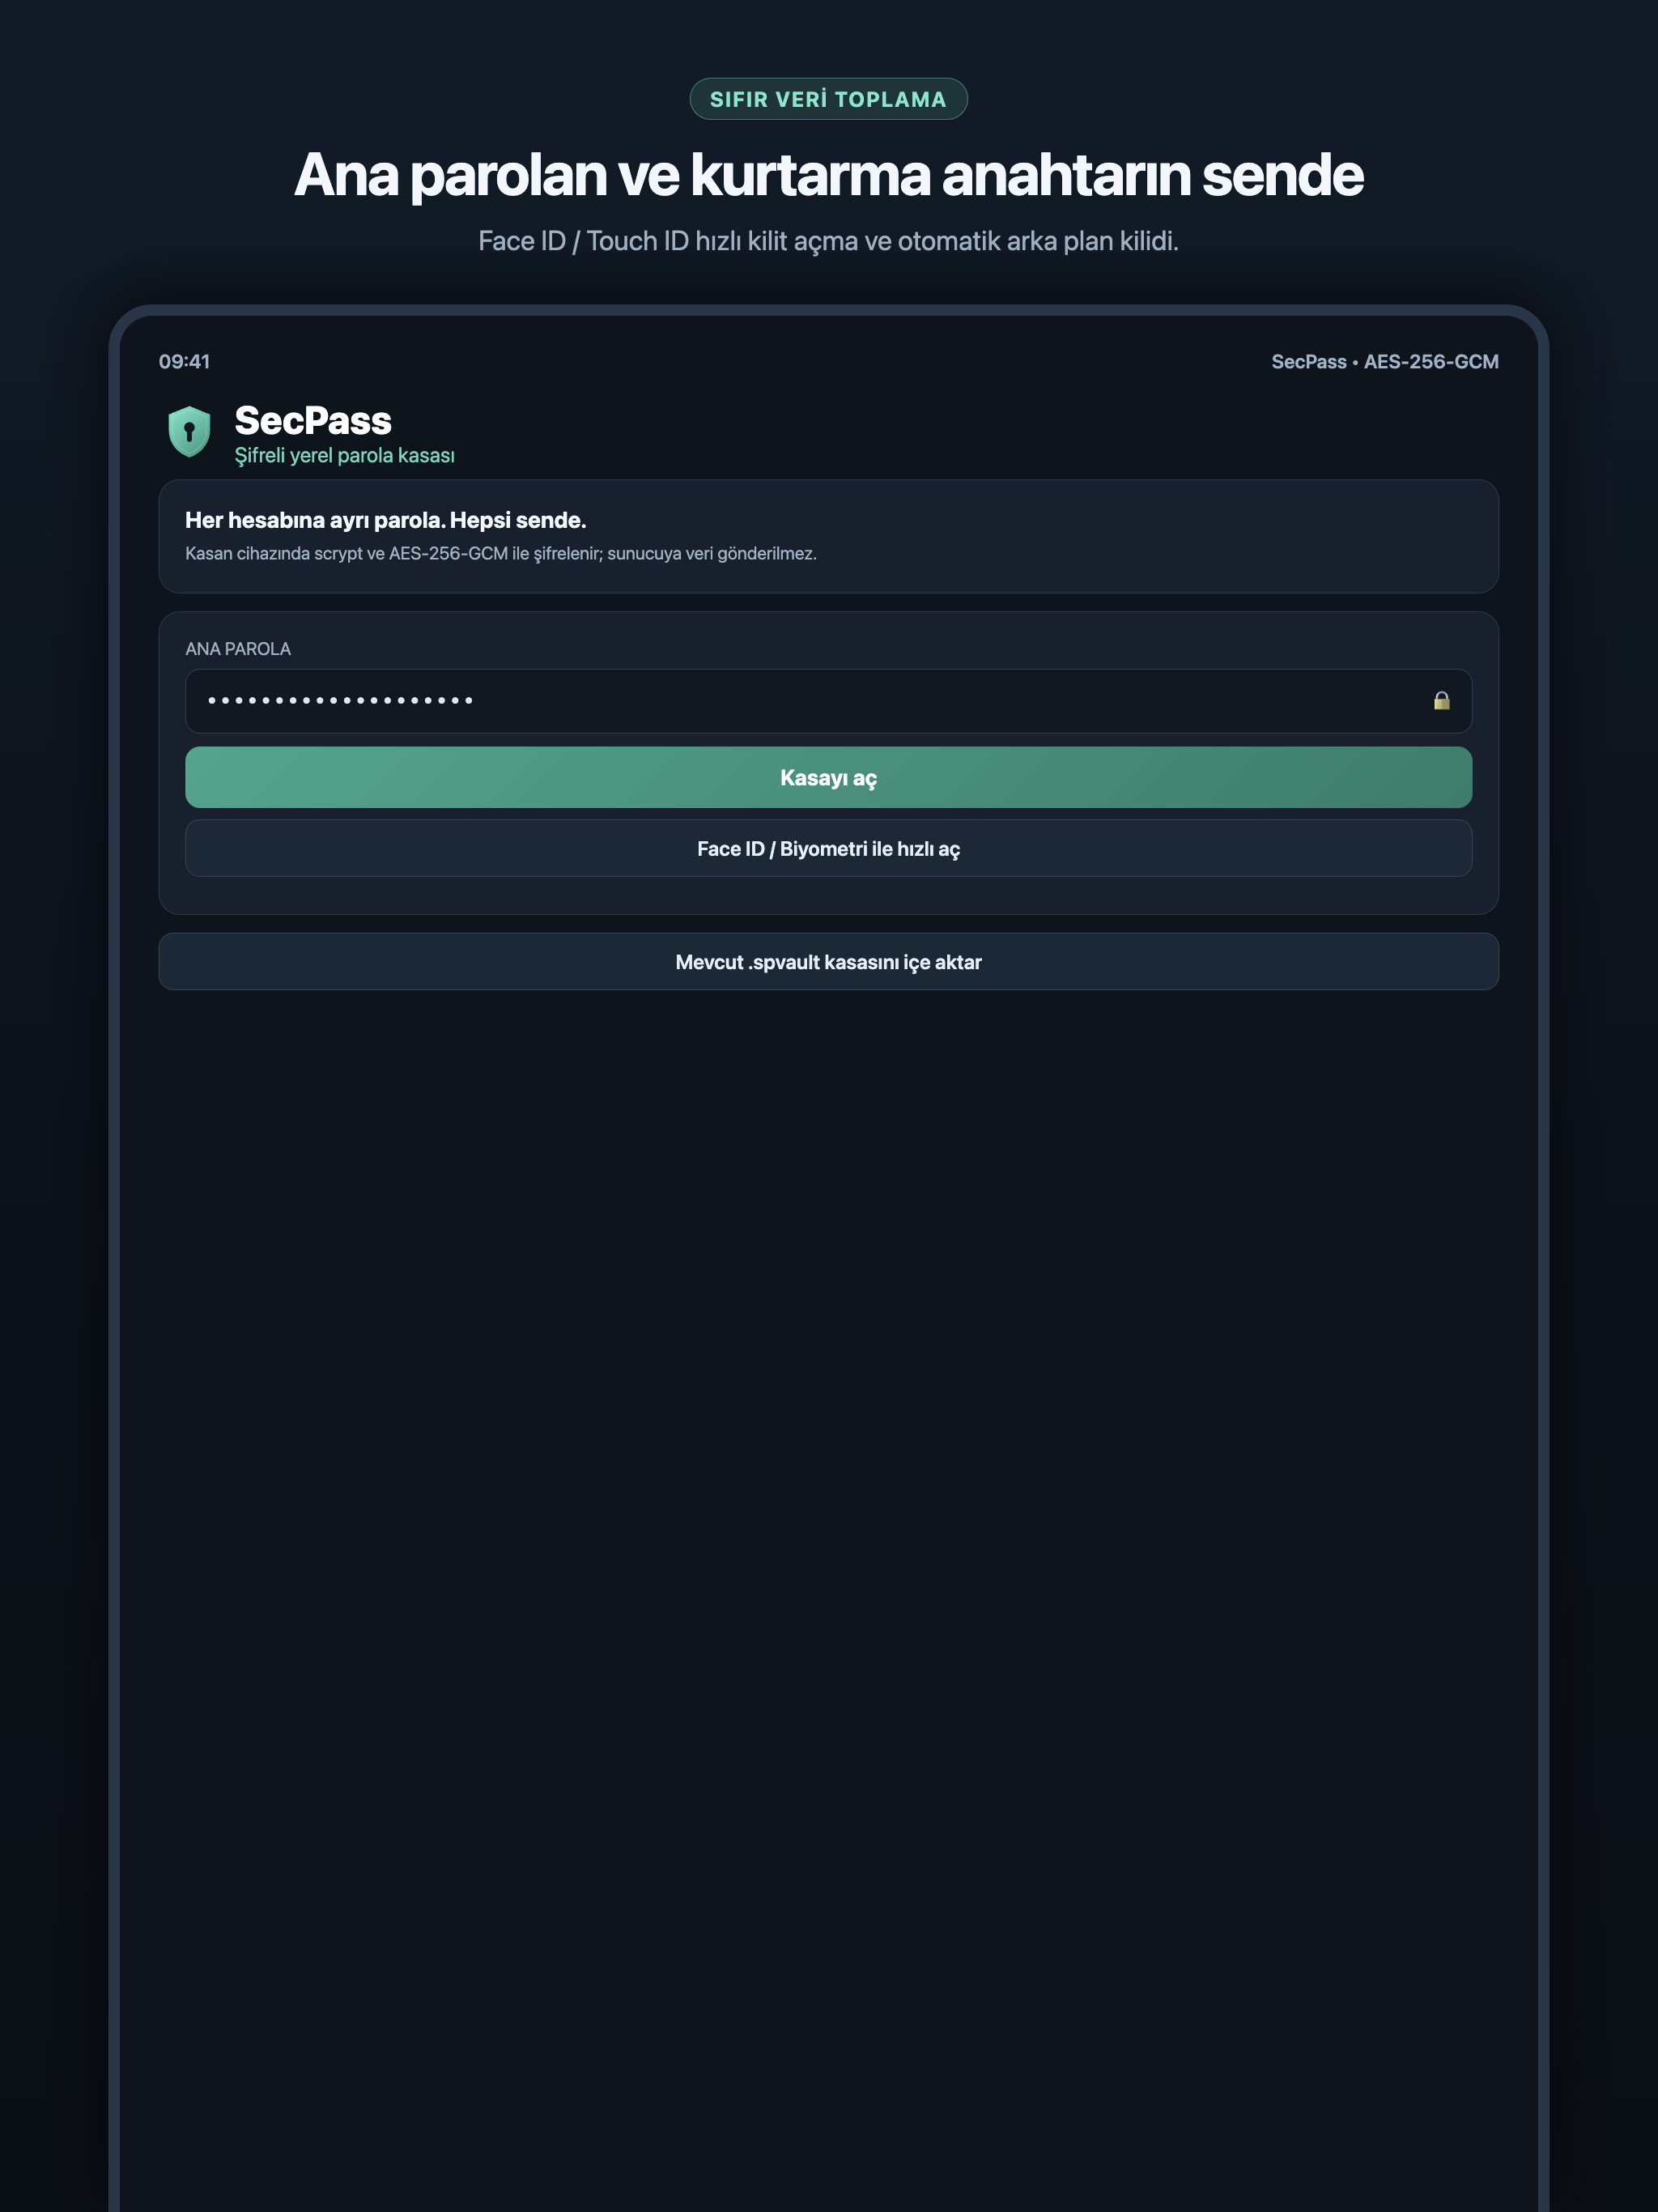 SIFIR VERİ TOPLAMA
Ana parolan ve kurtarma anahtarın sende
Face ID / Touch ID hızlı kilit açma ve otomatik arka plan kilidi.
09:41
SecPass • AES-256-GCM
SecPass
Şifreli yerel parola kasası
Her hesabına ayrı parola. Hepsi sende.
Kasan cihazında scrypt ve AES-256-GCM ile şifrelenir; sunucuya veri gönderilmez.
ANA PAROLA
••••••••••••••••••••
Kasayı aç
Face ID / Biyometri ile hızlı aç
Mevcut .spvault kasasını içe aktar